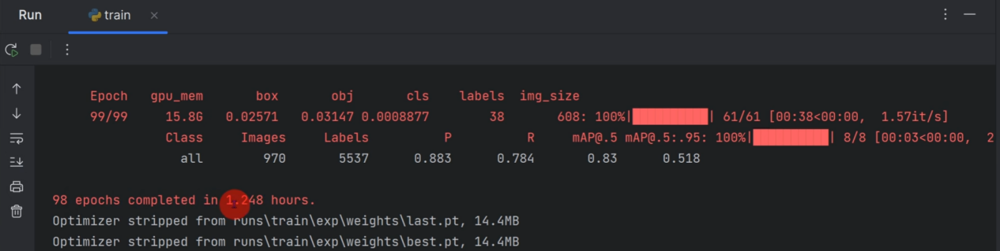 Run train
Epoch gpu_mem box obj cls labels img_size
99/99 15.8G 0.02571 0.03147 0.0008877 38 608: 100%|██████████| 61/61 [00:38<00:00, 1.57it/s]
Class Images Labels P R mAP@.5 mAP@.5:.95: 100%|██████████| 8/8 [00:03<00:00, 2
all 970 5537 0.883 0.784 0.83 0.518
98 epochs completed in 1.248 hours.
Optimizer stripped from runs\train\exp\weights\last.pt, 14.4MB
Optimizer stripped from runs\train\exp\weights\best.pt, 14.4MB